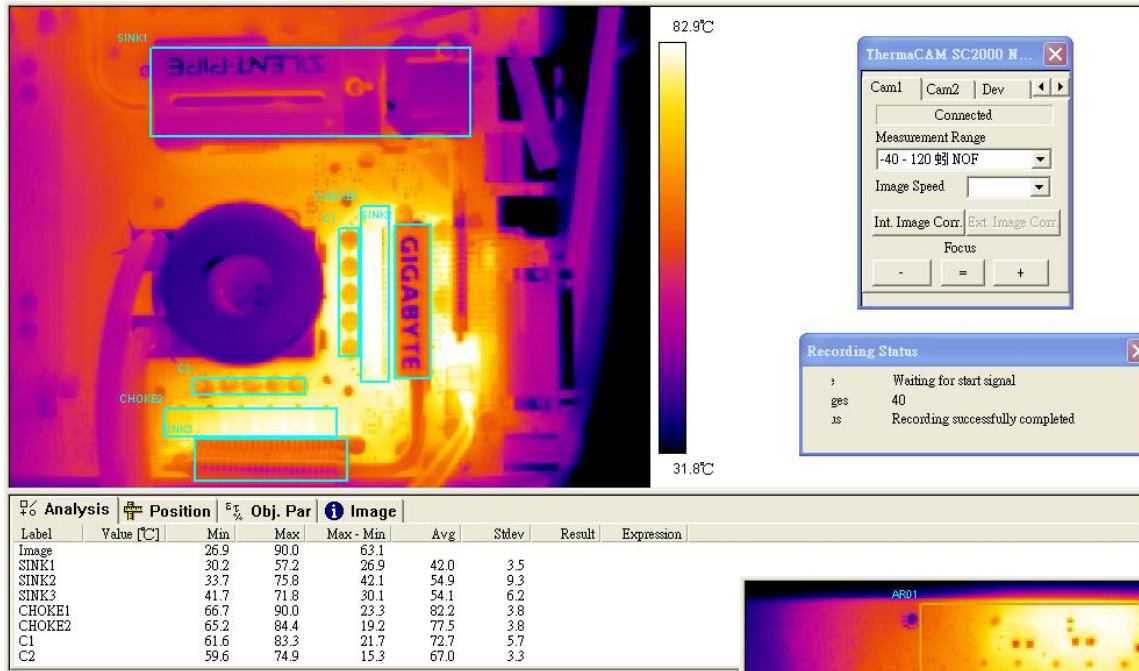 SINK1
SILENT-PIPE
CHOKE1
C1
SINK2
GIGABYTE
C2
CHOKE2
SINK3
82.9℃
31.8℃
ThermaCAM SC2000 N...
Cam1 Cam2 Dev
Connected
Measurement Range
-40 - 120 蚓 NOF
Image Speed
Int. Image Corr. Ext. Image Corr
Focus
- = +
Recording Status
Waiting for start signal
ges 40
Recording successfully completed
Analysis Position Obj. Par Image
Label Value [℃] Min Max Max - Min Avg Stdev Result Expression
Image 26.9 90.0 63.1
SINK1 30.2 57.2 26.9 42.0 3.5
SINK2 33.7 75.8 42.1 54.9 9.3
SINK3 41.7 71.8 30.1 54.1 6.2
CHOKE1 66.7 90.0 23.3 82.2 3.8
CHOKE2 65.2 84.4 19.2 77.5 3.8
C1 61.6 83.3 21.7 72.7 5.7
C2 59.6 74.9 15.3 67.0 3.3
AR01